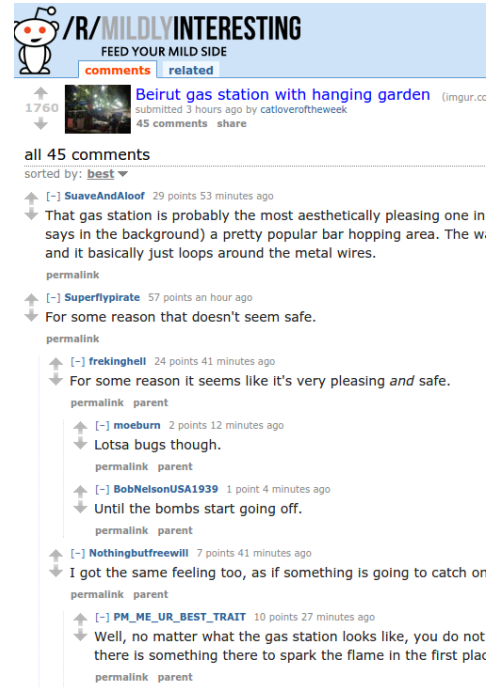 /R/MILDLYINTERESTING
FEED YOUR MILD SIDE
comments related
1760
Beirut gas station with hanging garden (imgur.co
submitted 3 hours ago by catloveroftheweek
45 comments share
all 45 comments
sorted by: best
[–] SuaveAndAloof 29 points 53 minutes ago
That gas station is probably the most aesthetically pleasing one in
says in the background) a pretty popular bar hopping area. The wa
and it basically just loops around the metal wires.
permalink
[–] Superflypirate 57 points an hour ago
For some reason that doesn't seem safe.
permalink
[–] frekinghell 24 points 41 minutes ago
For some reason it seems like it's very pleasing and safe.
permalink parent
[–] moeburn 2 points 12 minutes ago
Lotsa bugs though.
permalink parent
[–] BobNelsonUSA1939 1 point 4 minutes ago
Until the bombs start going off.
permalink parent
[–] Nothingbutfreewill 7 points 41 minutes ago
I got the same feeling too, as if something is going to catch on
permalink parent
[–] PM_ME_UR_BEST_TRAIT 10 points 27 minutes ago
Well, no matter what the gas station looks like, you do not
there is something there to spark the flame in the first plac
permalink parent